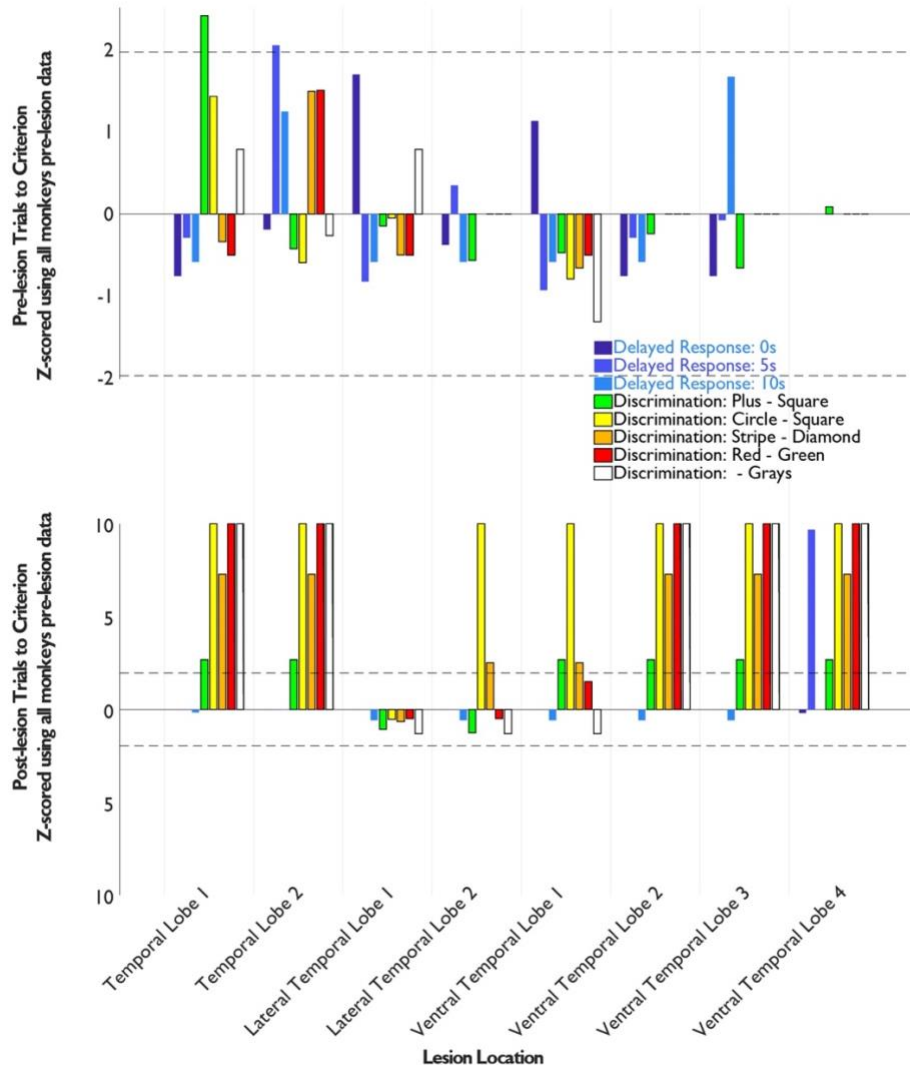 Pre-lesion Trials to Criterion
Z-scored using all monkeys pre-lesion data
2
1
0
-1
-2
Delayed Response: 0s
Delayed Response: 5s
Delayed Response: 10s
Discrimination: Plus - Square
Discrimination: Circle - Square
Discrimination: Stripe - Diamond
Discrimination: Red - Green
Discrimination:  - Grays
Post-lesion Trials to Criterion
Z-scored using all monkeys pre-lesion data
10
5
0
5
10
Temporal Lobe 1
Temporal Lobe 2
Lateral Temporal Lobe 1
Lateral Temporal Lobe 2
Ventral Temporal Lobe 1
Ventral Temporal Lobe 2
Ventral Temporal Lobe 3
Ventral Temporal Lobe 4
Lesion Location